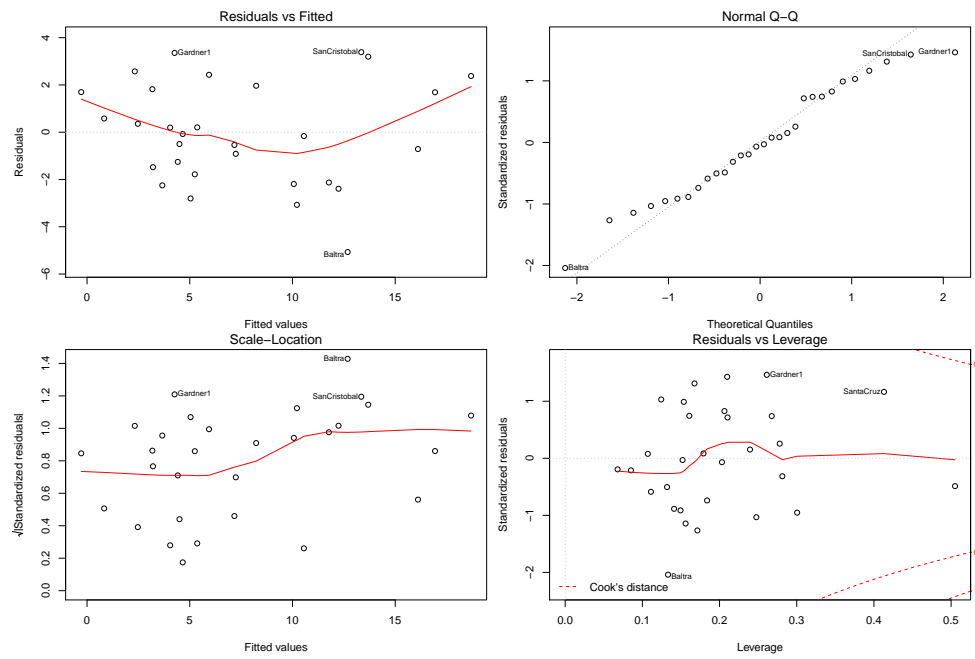 Residuals vs Fitted
4
2
0
−2
−4
−6
Residuals
Gardner1
SanCristobal
Baltra
0
5
10
15
Fitted values
Normal Q−Q
1
0
−1
−2
Standardized residuals
SanCristobal
Gardner1
Baltra
−2
−1
0
1
2
Theoretical Quantiles
Scale−Location
1.4
1.2
1.0
0.8
0.6
0.4
0.2
0.0
√|Standardized residuals|
Baltra
Gardner1
SanCristobal
0
5
10
15
Fitted values
Residuals vs Leverage
1
0
−1
−2
Standardized residuals
Gardner1
SantaCruz
Baltra
Cook's distance
0.0
0.1
0.2
0.3
0.4
0.5
Leverage